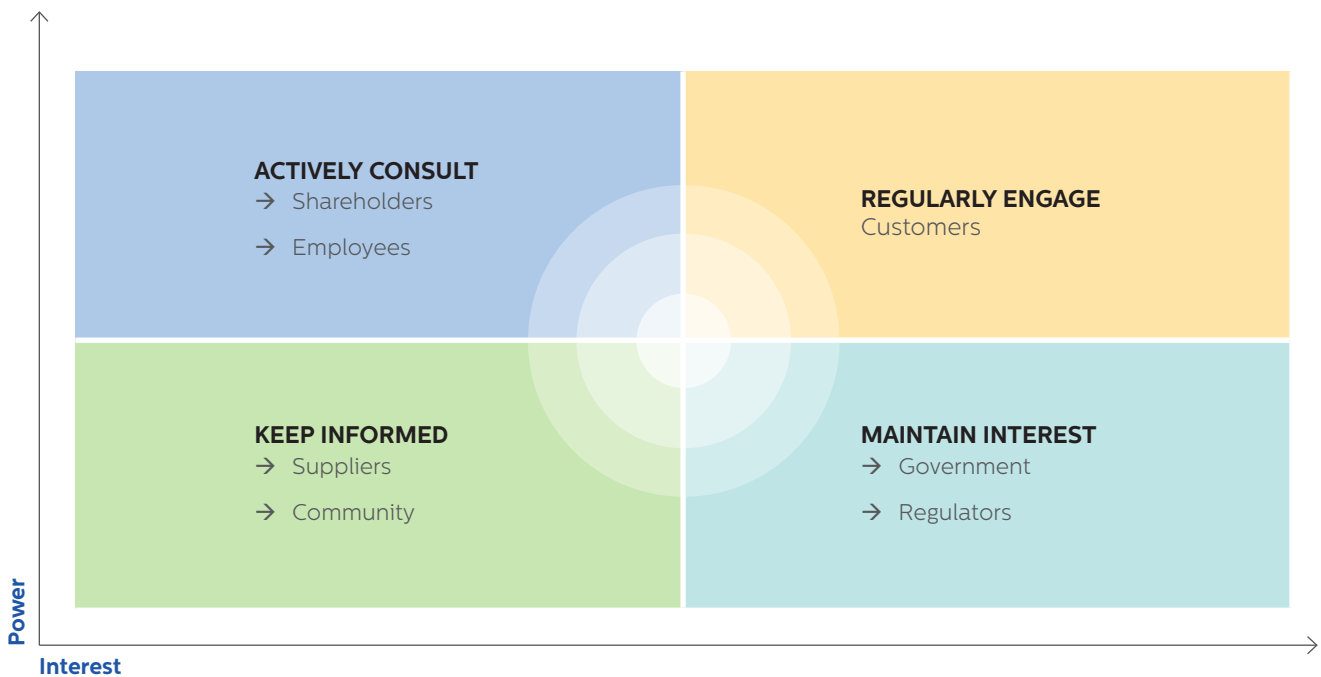 ACTIVELY CONSULT
→ Shareholders
→ Employees
REGULARLY ENGAGE
Customers
KEEP INFORMED
→ Suppliers
→ Community
MAINTAIN INTEREST
→ Government
→ Regulators
Power
Interest